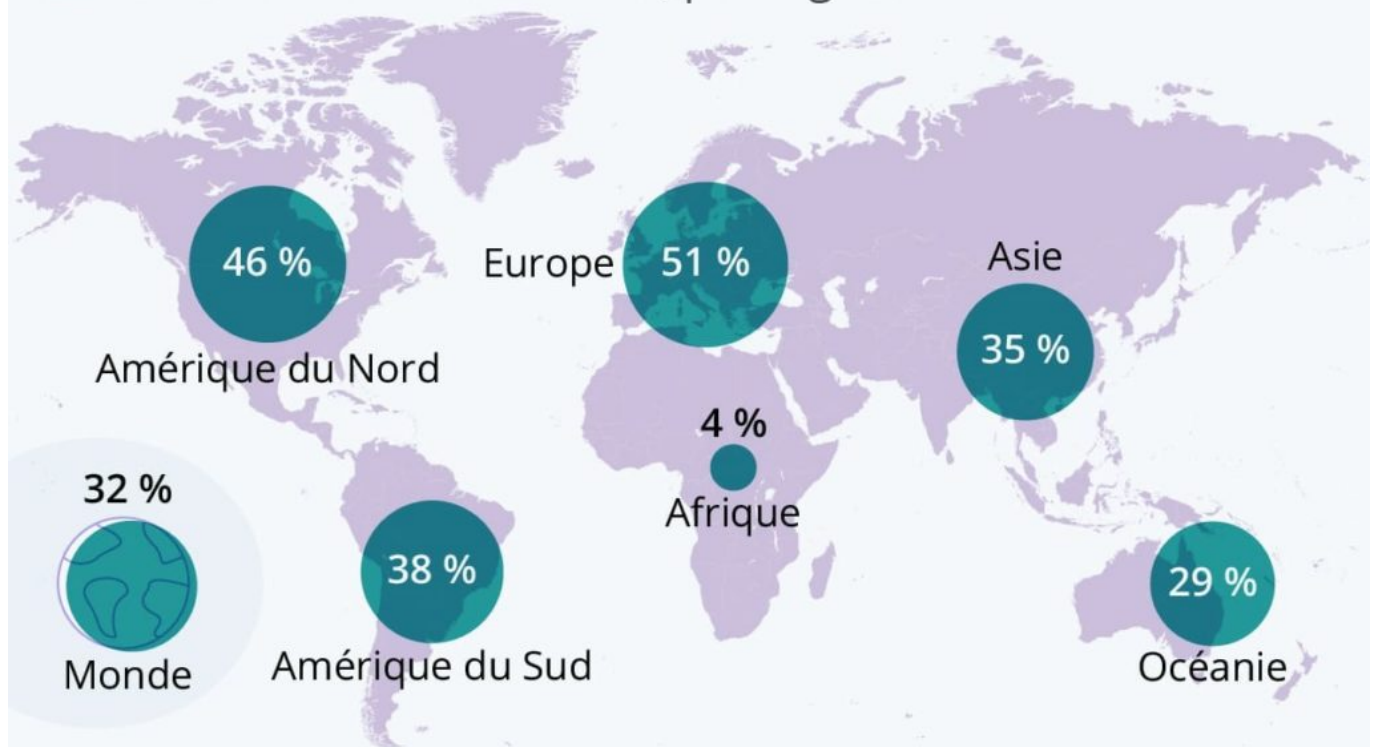 46 %
Amérique du Nord
Europe
51 %
Asie
35 %
4 %
Afrique
32 %
Monde
38 %
Amérique du Sud
29 %
Océanie